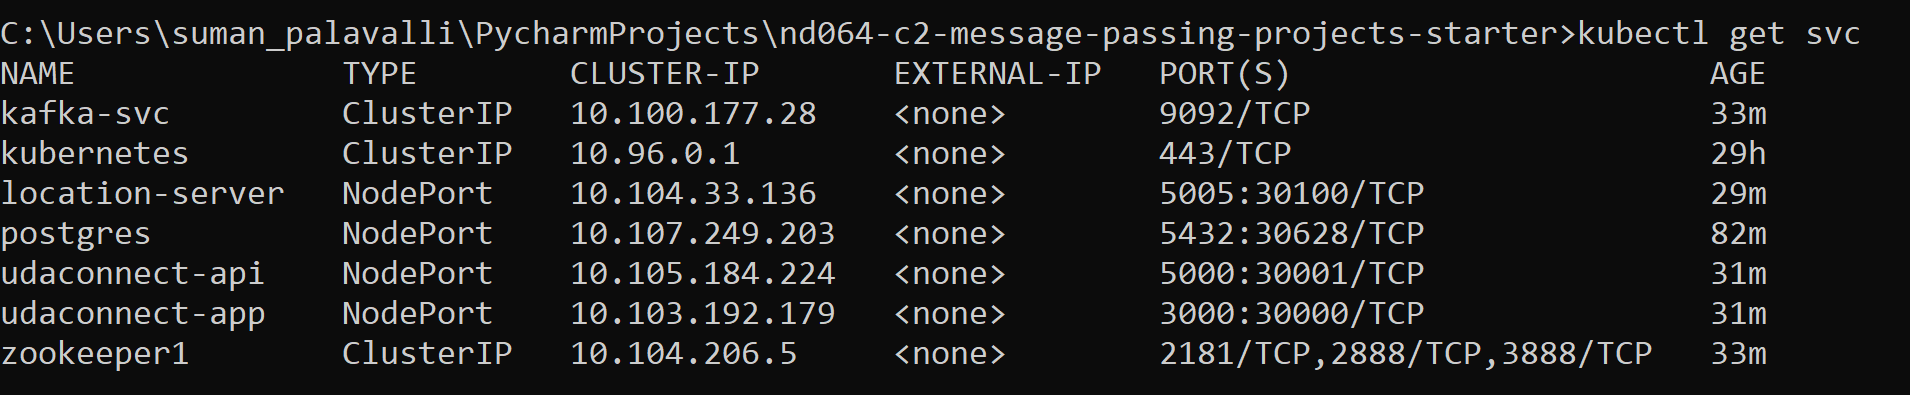 C:\Users\suman_palavalli\PycharmProjects\nd064-c2-message-passing-projects-starter>kubectl get svc
NAME              TYPE        CLUSTER-IP       EXTERNAL-IP   PORT(S)                      AGE
kafka-svc         ClusterIP   10.100.177.28    <none>        9092/TCP                     33m
kubernetes        ClusterIP   10.96.0.1        <none>        443/TCP                      29h
location-server   NodePort    10.104.33.136    <none>        5005:30100/TCP               29m
postgres          NodePort    10.107.249.203   <none>        5432:30628/TCP               82m
udaconnect-api    NodePort    10.105.184.224   <none>        5000:30001/TCP               31m
udaconnect-app    NodePort    10.103.192.179   <none>        3000:30000/TCP               31m
zookeeper1        ClusterIP   10.104.206.5     <none>        2181/TCP,2888/TCP,3888/TCP   33m